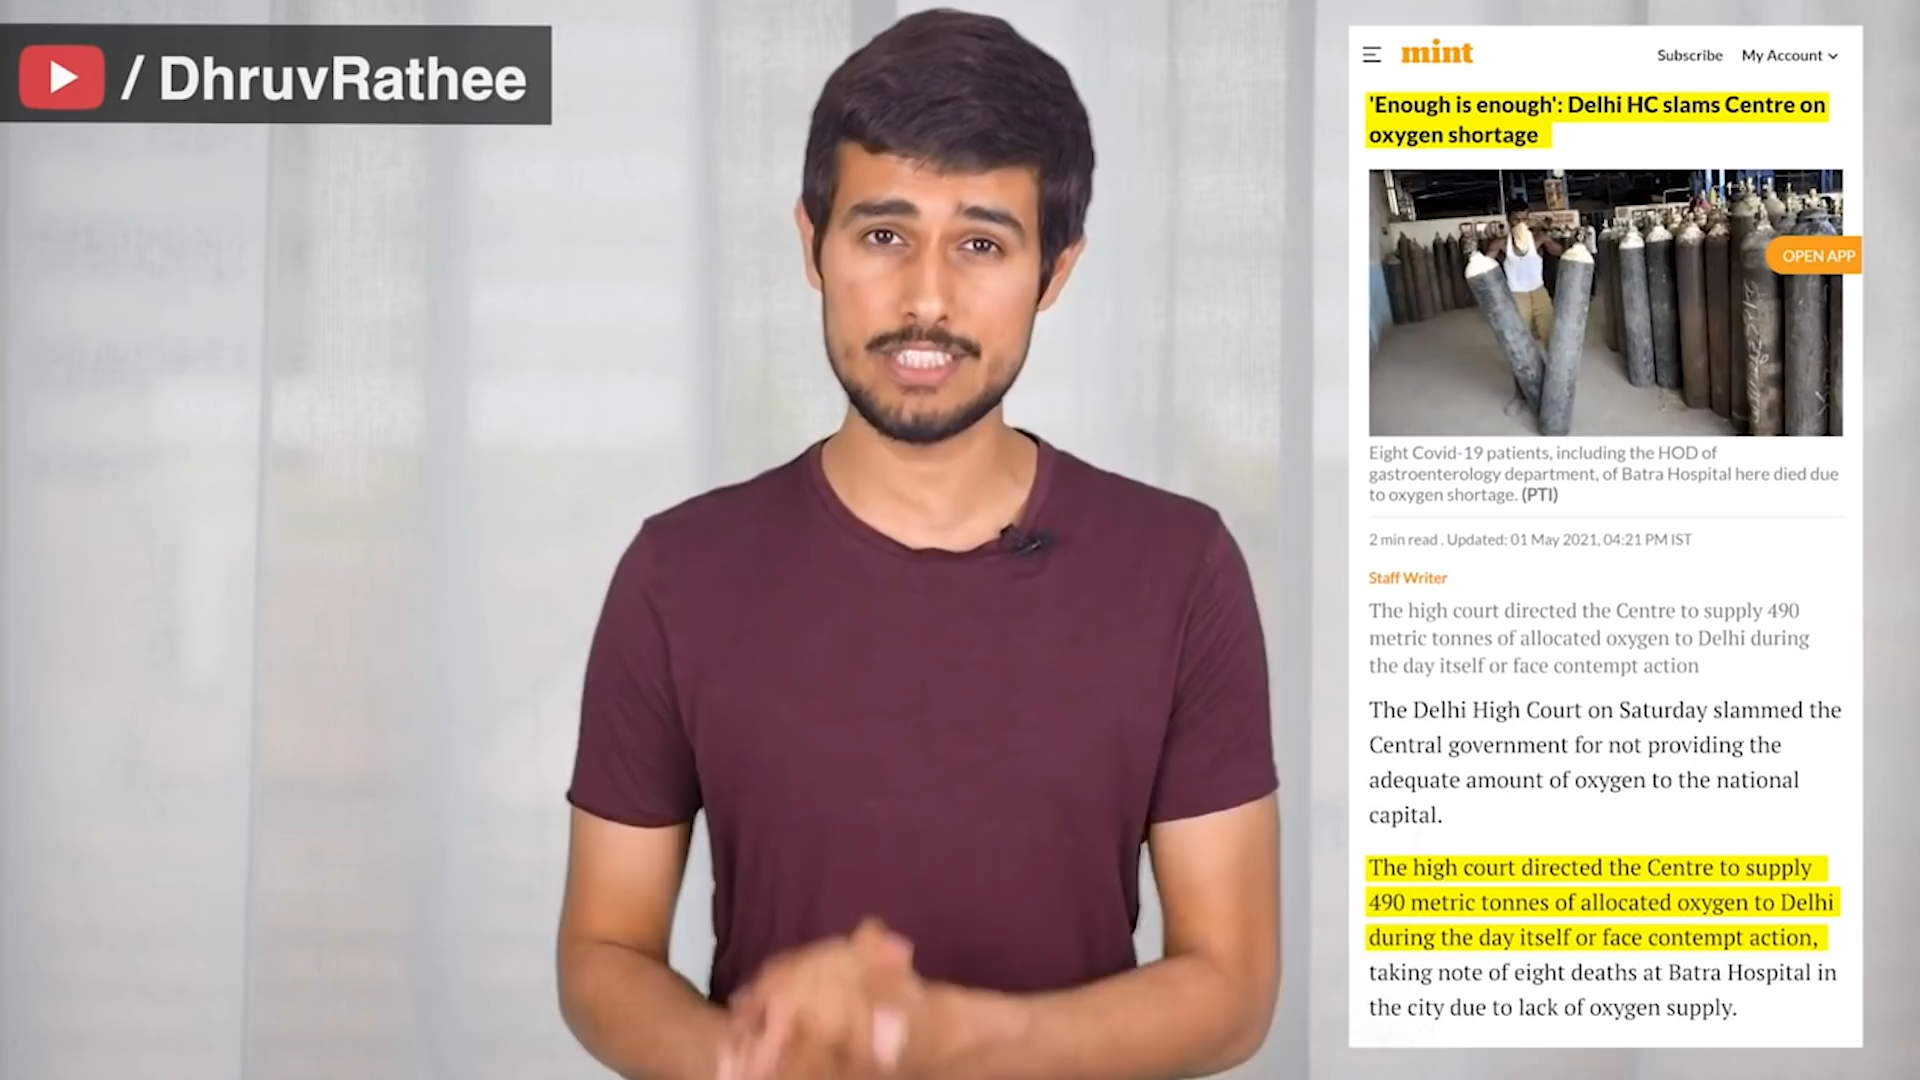 / DhruvRathee
mint
Subscribe My Account
'Enough is enough': Delhi HC slams Centre on
oxygen shortage
OPEN APP
Eight Covid-19 patients, including the HOD of
gastroenterology department, of Batra Hospital here died due
to oxygen shortage. (PTI)
2 min read . Updated: 01 May 2021, 04:21 PM IST
Staff Writer
The high court directed the Centre to supply 490
metric tonnes of allocated oxygen to Delhi during
the day itself or face contempt action
The Delhi High Court on Saturday slammed the
Central government for not providing the
adequate amount of oxygen to the national
capital.
The high court directed the Centre to supply
490 metric tonnes of allocated oxygen to Delhi
during the day itself or face contempt action,
taking note of eight deaths at Batra Hospital in
the city due to lack of oxygen supply.